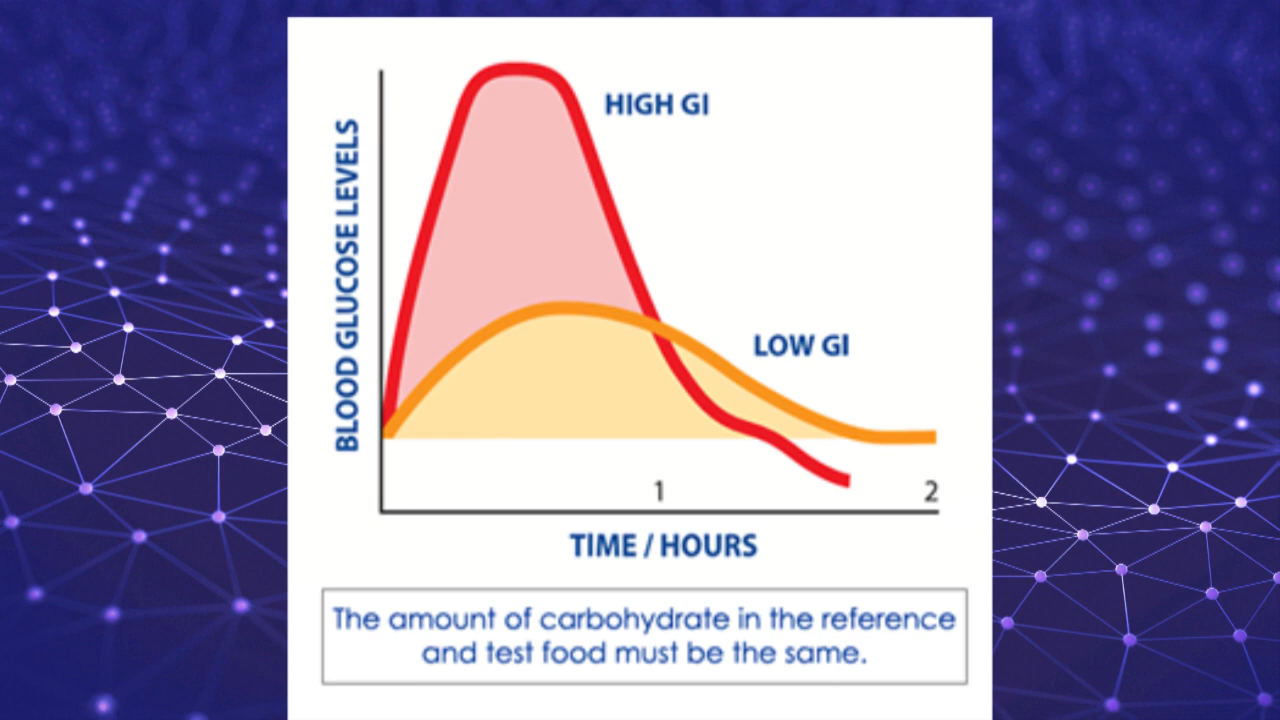 HIGH GI
BLOOD GLUCOSE LEVELS
LOW GI
1
2
TIME / HOURS
The amount of carbohydrate in the reference
and test food must be the same.